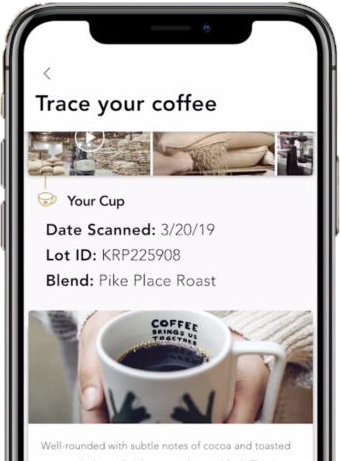 Trace your coffee
Your Cup
Date Scanned: 3/20/19
Lot ID: KRP225908
Blend: Pike Place Roast
COFFEE
BRINGS US
TOGETHER
Well-rounded with subtle notes of cocoa and toasted